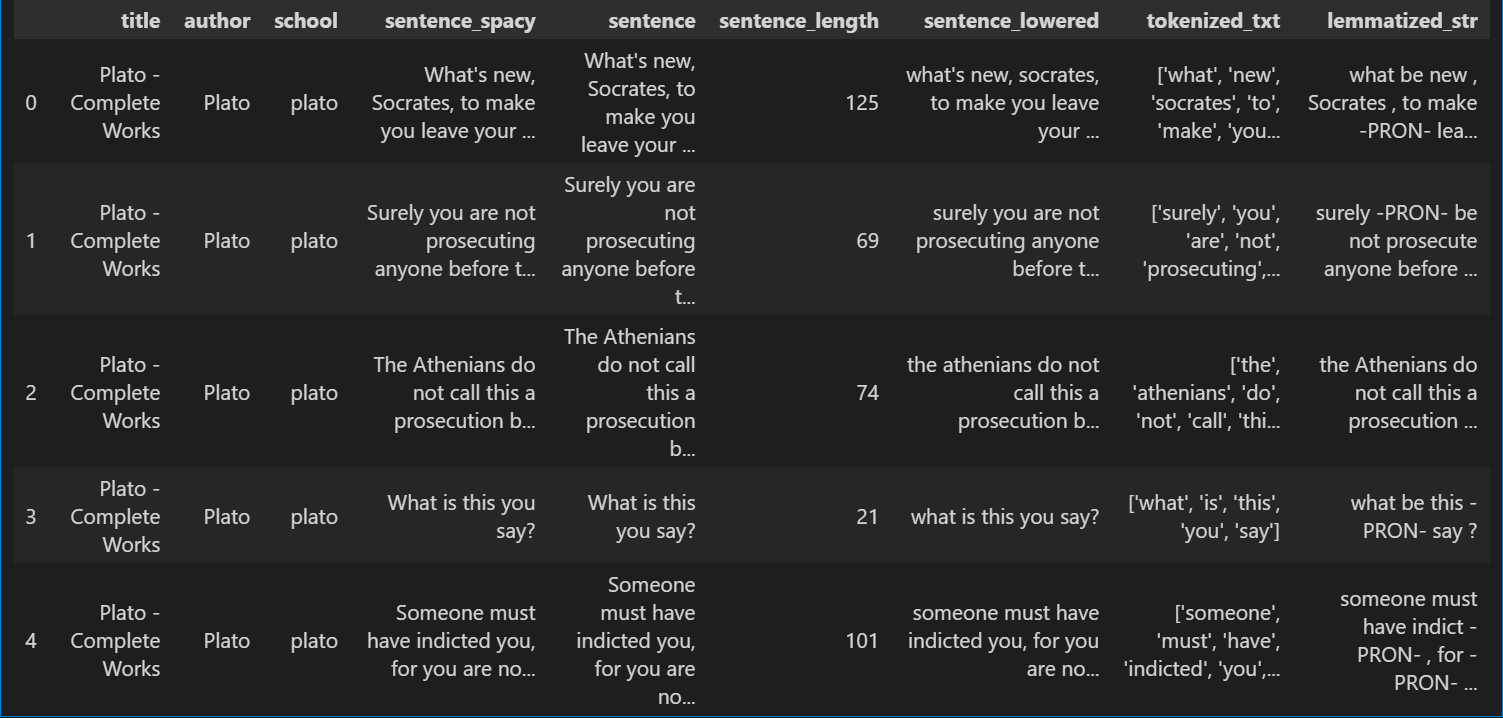 title author school sentence_spacy sentence sentence_length sentence_lowered tokenized_txt lemmatized_str
0
Plato -
Complete
Works
Plato
plato
What's new,
Socrates, to make
you leave your ...
What's new,
Socrates, to
make you
leave your ...
125
what's new, socrates,
to make you leave
your ...
['what', 'new',
'socrates', 'to',
'make', 'you...
what be new ,
Socrates , to make
-PRON- lea...
1
Plato -
Complete
Works
Plato
plato
Surely you are not
prosecuting
anyone before t...
Surely you are
not
prosecuting
anyone before
t...
69
surely you are not
prosecuting anyone
before t...
['surely', 'you',
'are', 'not',
'prosecuting',...
surely -PRON- be
not prosecute
anyone before ...
2
Plato -
Complete
Works
Plato
plato
The Athenians do
not call this a
prosecution b...
The Athenians
do not call
this a
prosecution
b...
74
the athenians do not
call this a
prosecution b...
['the',
'athenians', 'do',
'not', 'call', 'thi...
the Athenians do
not call this a
prosecution ...
3
Plato -
Complete
Works
Plato
plato
What is this you
say?
What is this
you say?
21
what is this you say?
['what', 'is', 'this',
'you', 'say']
what be this -
PRON- say ?
4
Plato -
Complete
Works
Plato
plato
Someone must
have indicted you,
for you are no...
Someone
must have
indicted you,
for you are
no...
101
someone must have
indicted you, for you
are no...
['someone',
'must', 'have',
'indicted', 'you',...
someone must
have indict -
PRON- , for -
PRON- ...